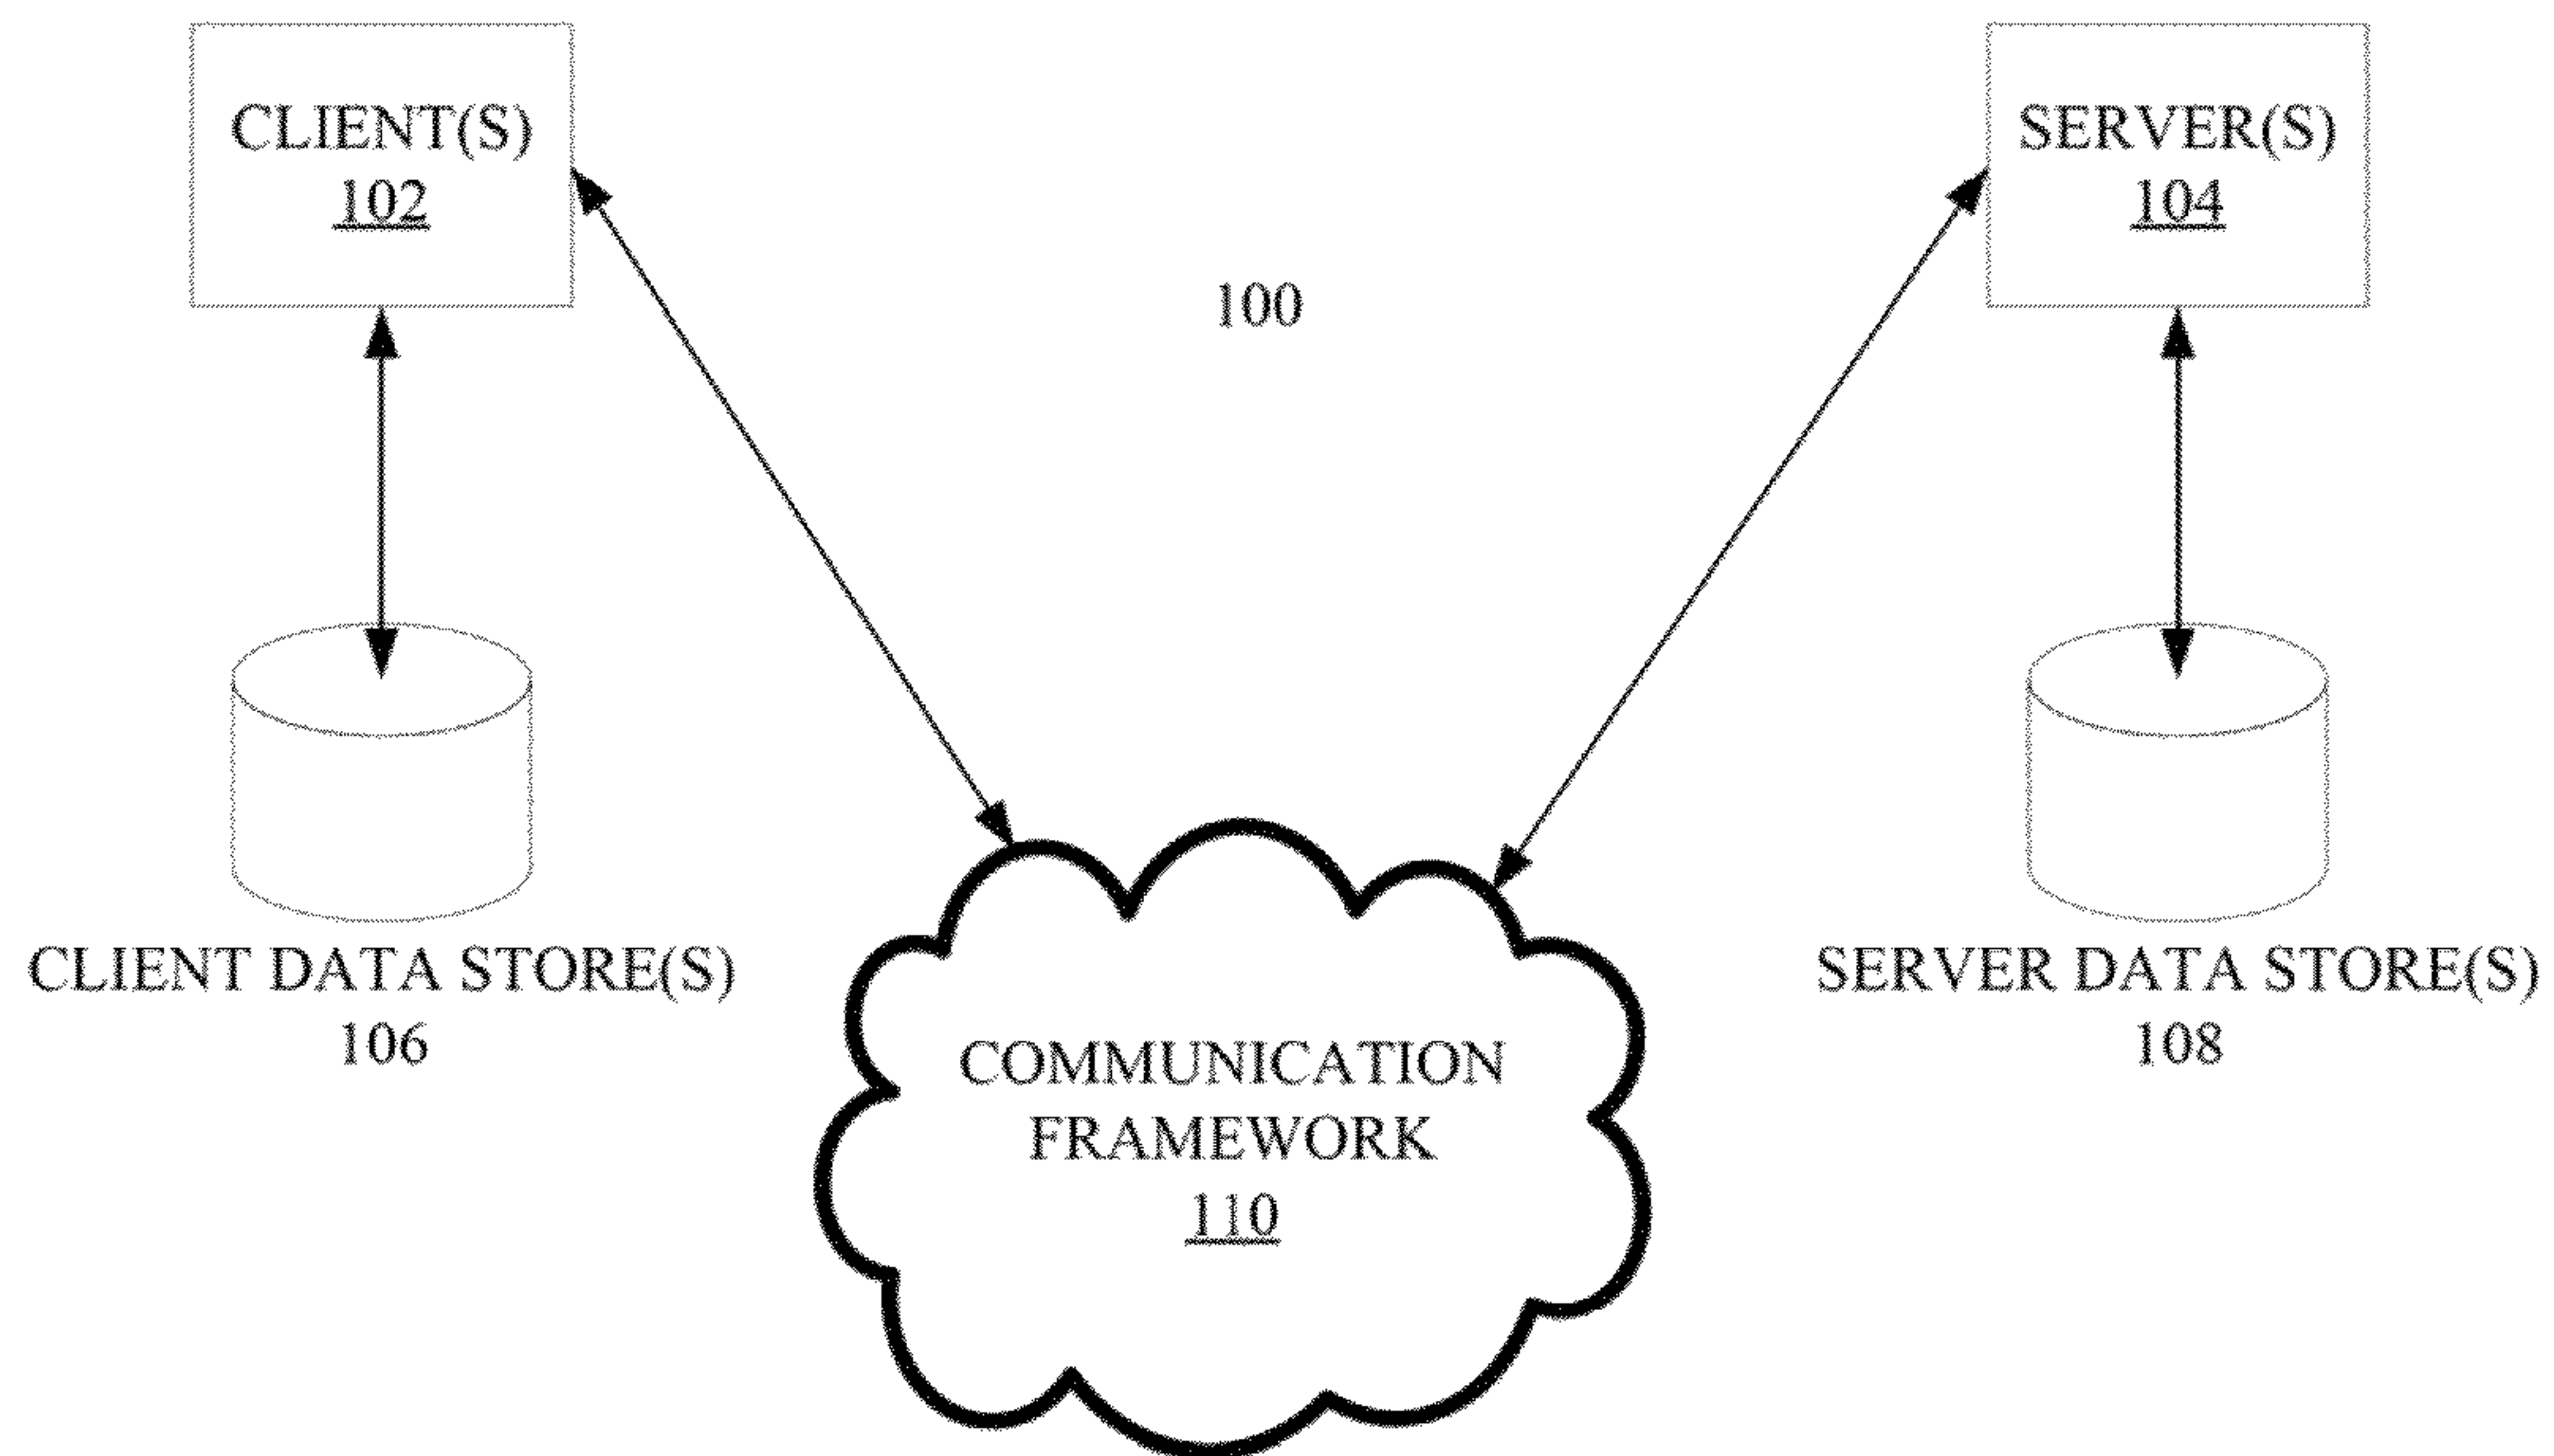 CLIENT(S)
102
SERVER(S)
104
100
CLIENT DATA STORE(S)
106
SERVER DATA STORE(S)
108
COMMUNICATION
FRAMEWORK
110